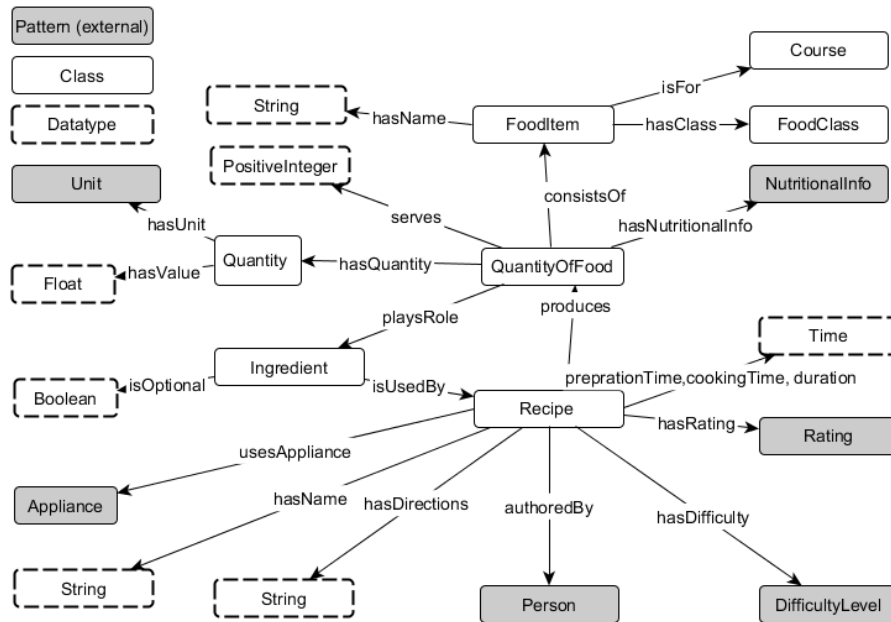 Pattern (external)
Class
Datatype
Course
isFor
String
hasName
FoodItem
hasClass
FoodClass
PositiveInteger
Unit
consistsOf
NutritionalInfo
serves
hasNutritionalInfo
hasUnit
Quantity
hasQuantity
QuantityOfFood
hasValue
Float
produces
playsRole
Time
Ingredient
isOptional
isUsedBy
preprationTime,cookingTime, duration
Boolean
Recipe
hasRating
Rating
usesAppliance
Appliance
hasName
hasDirections
authoredBy
hasDifficulty
String
String
Person
DifficultyLevel